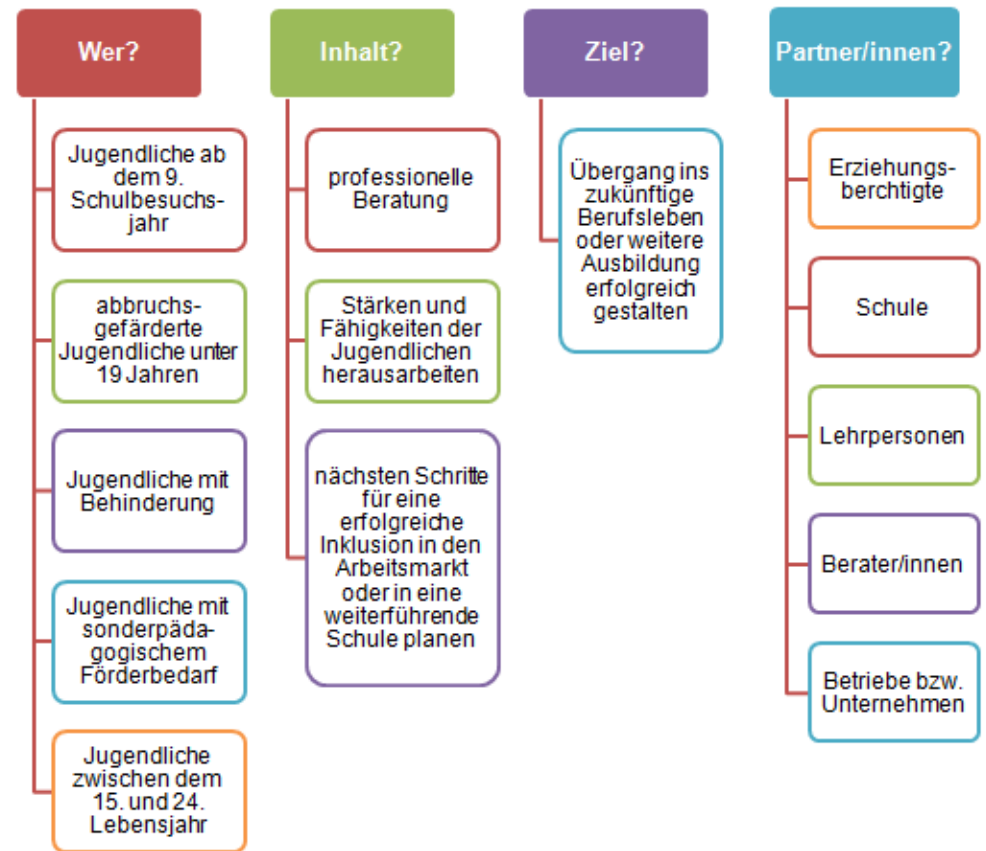 Wer?
Jugendliche ab
dem 9.
Schulbesuchs-
jahr
abbruchs-
gefärderte
Jugendliche unter
19 Jahren
Jugendliche mit
Behinderung
Jugendliche mit
sonderpäda-
gogischem
Förderbedarf
Jugendliche
zwischen dem
15. und 24.
Lebensjahr
Inhalt?
professionelle
Beratung
Stärken und
Fähigkeiten der
Jugendlichen
herausarbeiten
nächsten Schritte
für eine
erfolgreiche
Inklusion in den
Arbeitsmarkt
oder in eine
weiterführende
Schule planen
Ziel?
Übergang ins
zukünftige
Berufsleben
oder weitere
Ausbildung
erfolgreich
gestalten
Partner/innen?
Erziehungs-
berchtigte
Schule
Lehrpersonen
Berater/innen
Betriebe bzw.
Unternehmen